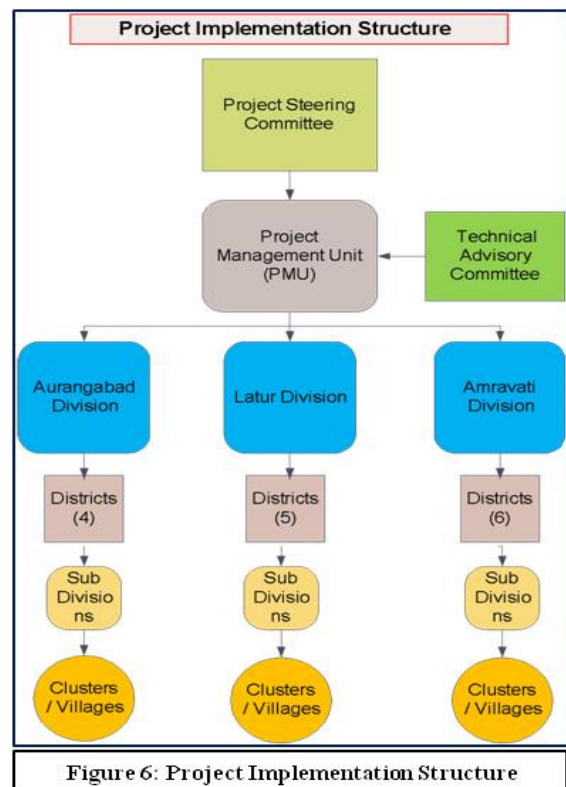 Project Implementation Structure
Project Steering
Committee
Project
Management Unit
(PMU)
Technical
Advisory
Committee
Aurangabad
Division
Latur Division
Amravati
Division
Districts
(4)
Districts
(5)
Districts
(6)
Sub
Divisio
ns
Sub
Divisio
ns
Sub
Divisio
ns
Clusters
/ Villages
Clusters
/ Villages
Clusters
/ Villages
Figure 6: Project Implementation Structure